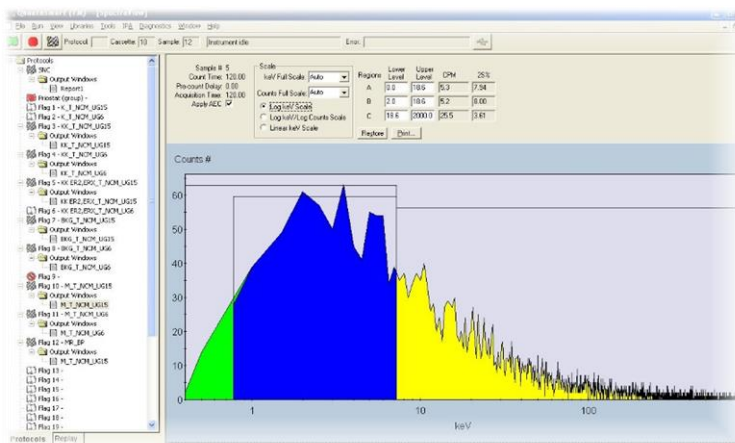 File Run View Libraries Tools IPA Diagnostics Window Help
Protocol Cassette 10 Sample 12 Instrument idle Error:
Protocols
SNC
Output Windows
Report1
Prostat (group) -
Flag 1 - K_T_NCM_UG15
Flag 2 - K_T_NCM_UG6
Flag 3 - KK_T_NCM_UG15
Output Windows
KK_T_NCM_UG15
Flag 4 - KK_T_NCM_UG6
Output Windows
KK_T_NCM_UG6
Flag 5 - KK ER2,ERX_T_NCM_UG15
Output Windows
KK ER2,ERX_T_NCM_UG15
Flag 6 - KK ER2,ERX_T_NCM_UG6
Flag 7 - BKG_T_NCM_UG15
Output Windows
BKG_T_NCM_UG15
Flag 8 - BKG_T_NCM_UG6
Output Windows
BKG_T_NCM_UG6
Flag 9 -
Flag 10 - M_T_NCM_UG15
Output Windows
M_T_NCM_UG15
Flag 11 - M_T_NCM_UG6
Output Windows
M_T_NCM_UG6
Flag 12 - MR_BP
Output Windows
M_T_NCM_UG15
Flag 13 -
Flag 14 -
Flag 15 -
Flag 16 -
Flag 17 -
Flag 18 -
Flag 19 -
Protocols Replay
Sample # 5
Count Time: 120.00
Pre-count Delay: 0.00
Acquisition Time: 120.00
Apply AEC
Scale
keV Full Scale: Auto
Counts Full Scale: Auto
Log keV Scale
Log keV/Log Counts Scale
Linear keV Scale
Regions Lower Level Upper Level CPM 2S%
A 0.0 18.6 5.3 7.94
B 2.0 18.6 5.2 8.00
C 18.6 2000.0 25.5 3.61
Restore Print...
Counts #
60
50
40
30
20
10
0
1 10 100
keV